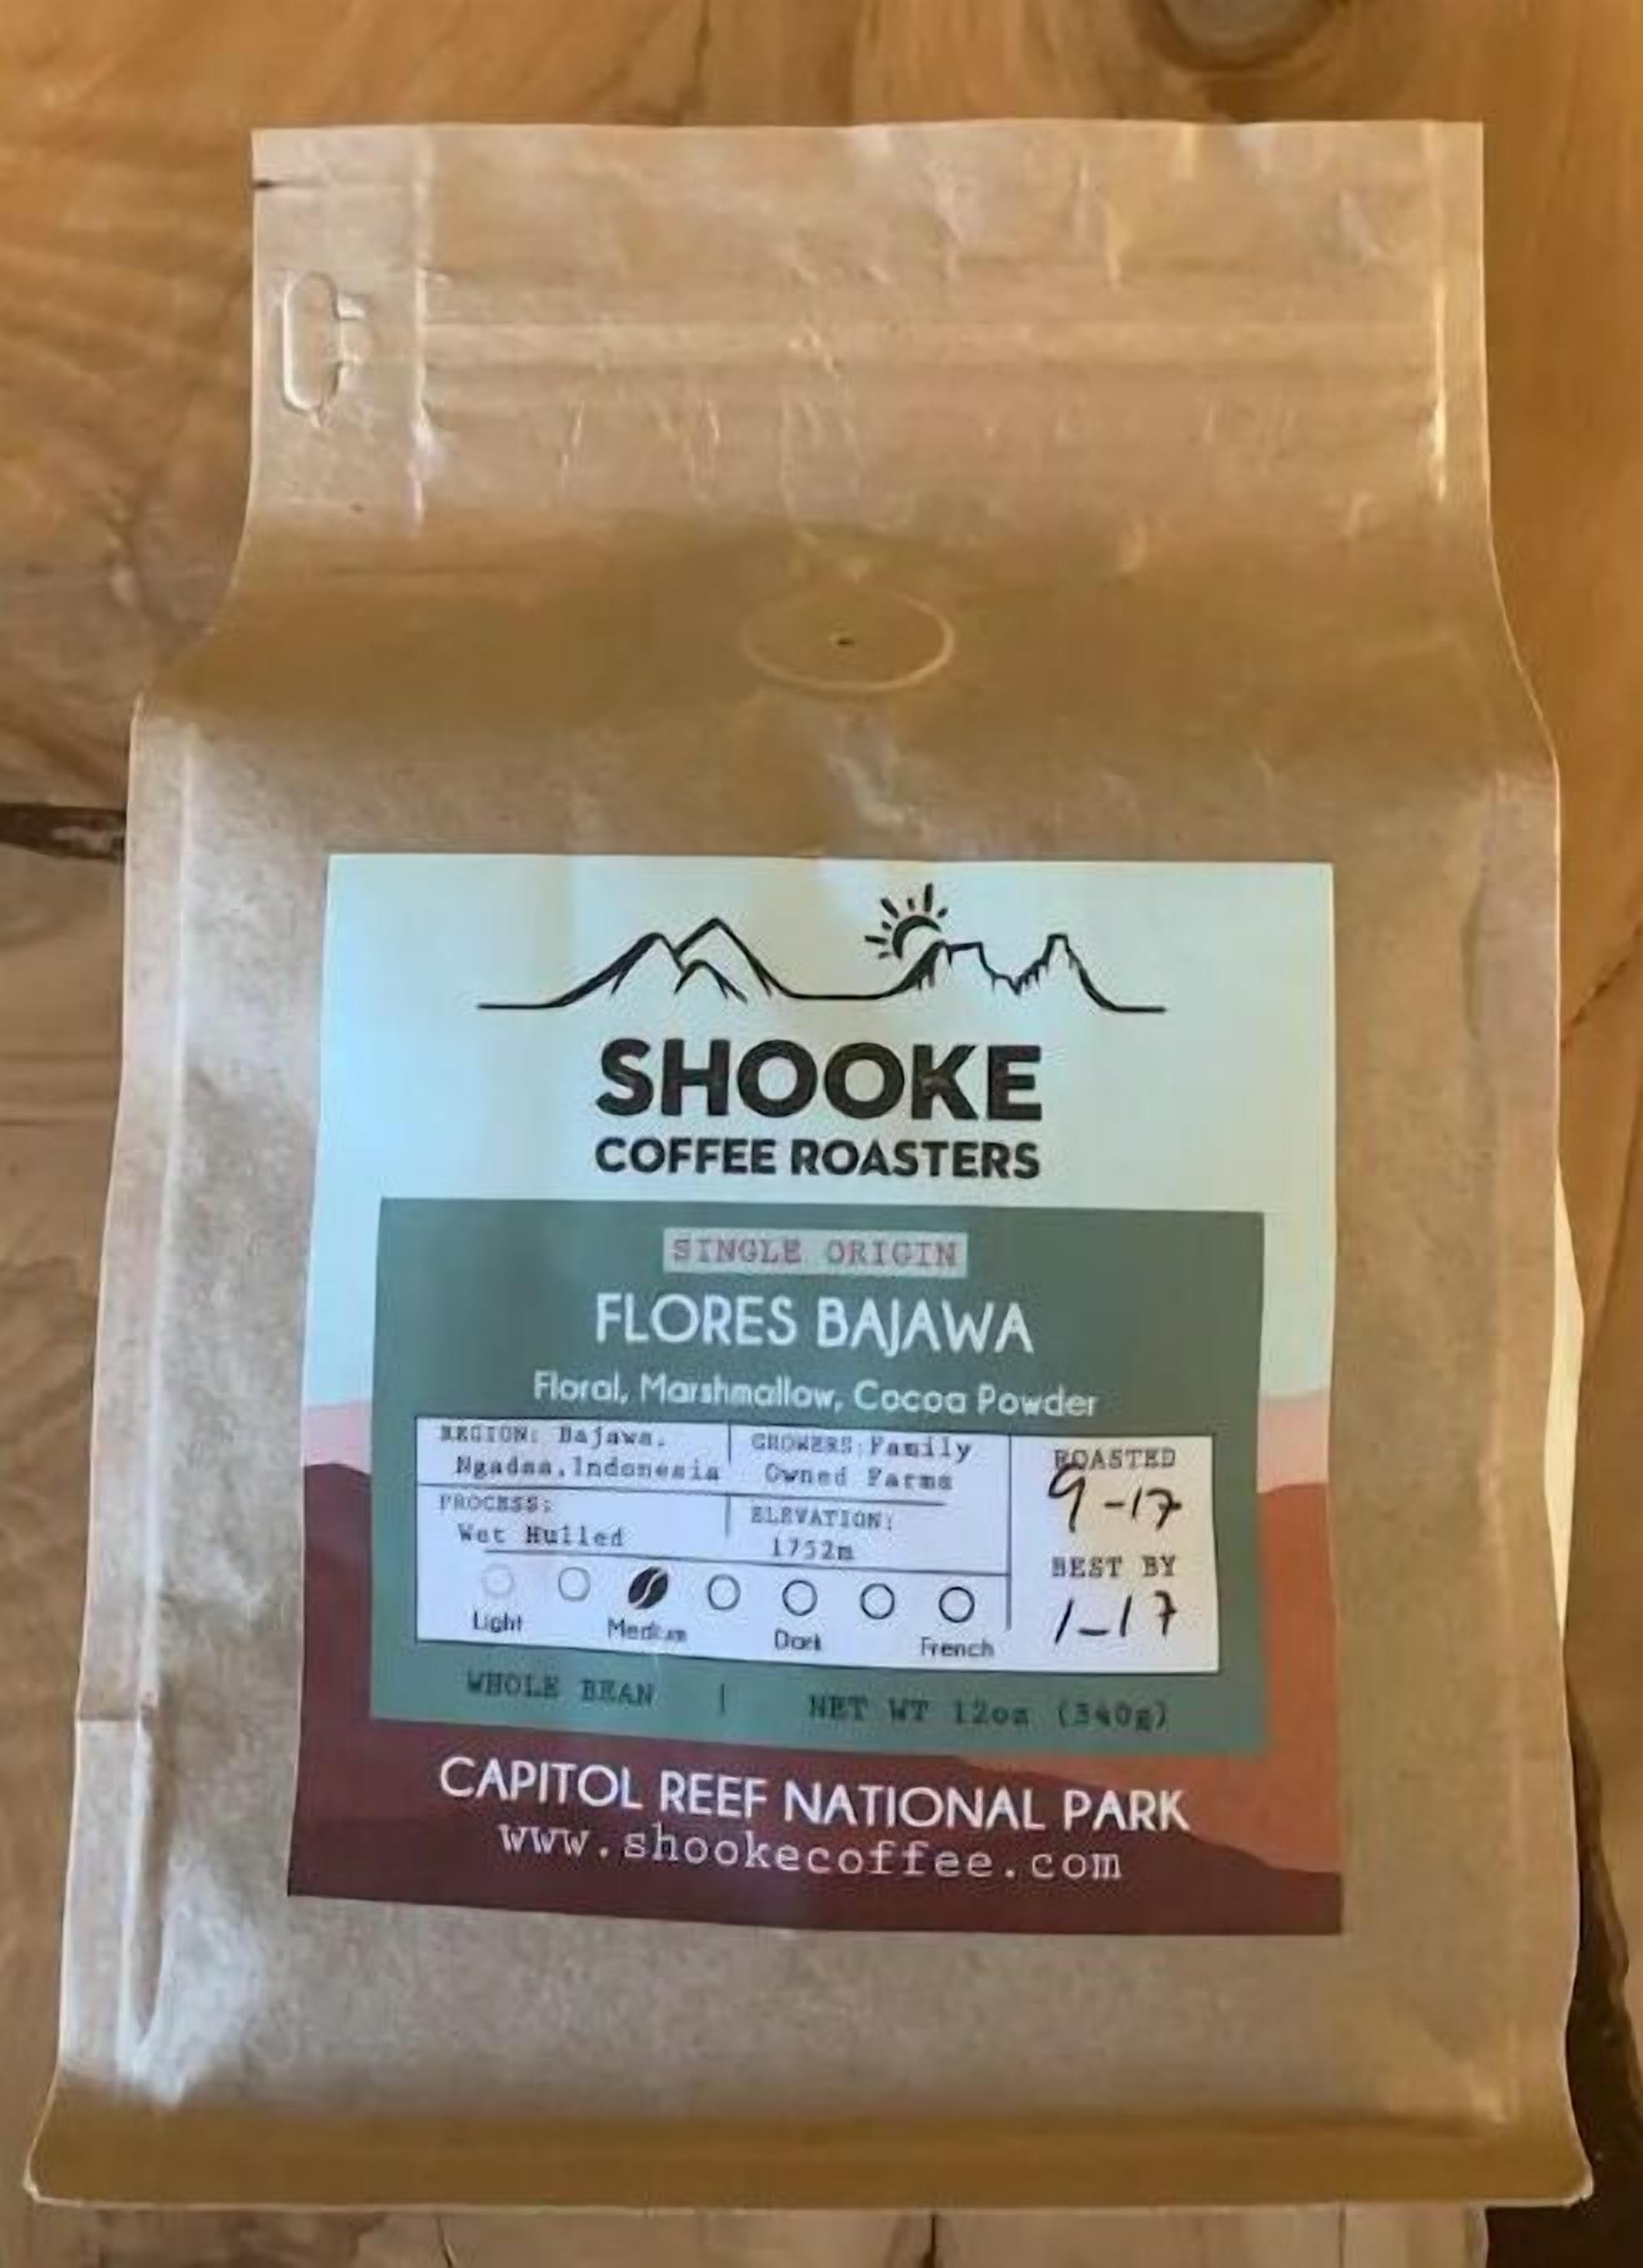 SHOOKE
COFFEE ROASTERS
SINGLE ORIGIN
FLORES BAJAWA
Floral, Marshmallow, Cocoa Powder
REGION: Bajawa,
Ngadaa, Indonesia
GROWERS: Family
Owned Farms
PROCESS:
Wet Hulled
ELEVATION:
1752m
ROASTED
9-17
BEST BY
1-17
Light
Medium
Dark
French
WHOLE BEAN | NET WT 12oz (340g)
CAPITOL REEF NATIONAL PARK
www.shookecoffee.com